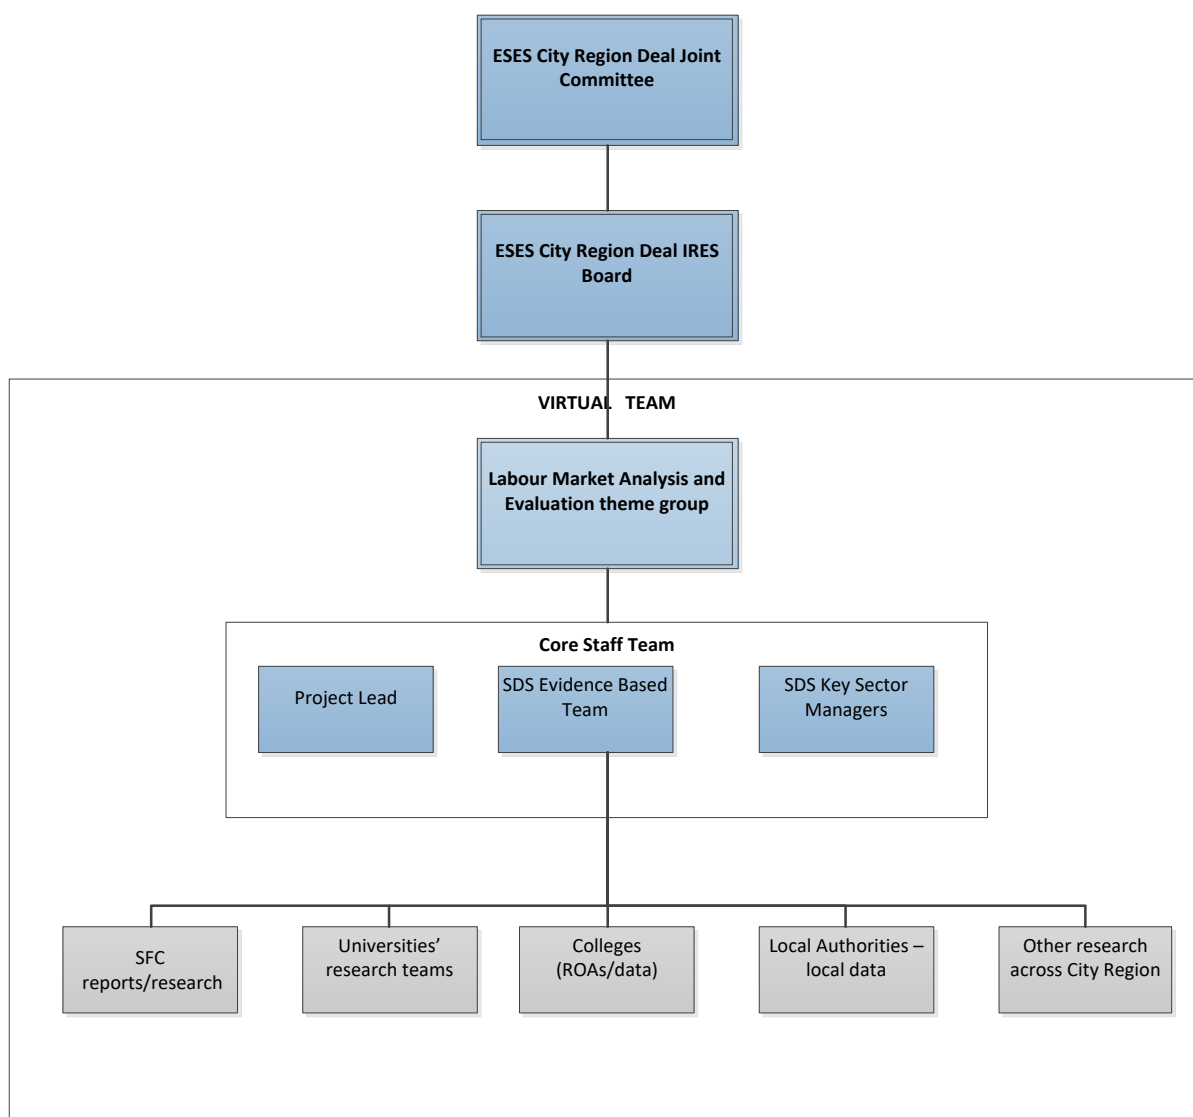 ESES City Region Deal Joint
Committee
ESES City Region Deal IRES
Board
VIRTUAL TEAM
Labour Market Analysis and
Evaluation theme group
Core Staff Team
Project Lead
SDS Evidence Based
Team
SDS Key Sector
Managers
SFC
reports/research
Universities’
research teams
Colleges
(ROAs/data)
Local Authorities –
local data
Other research
across City Region